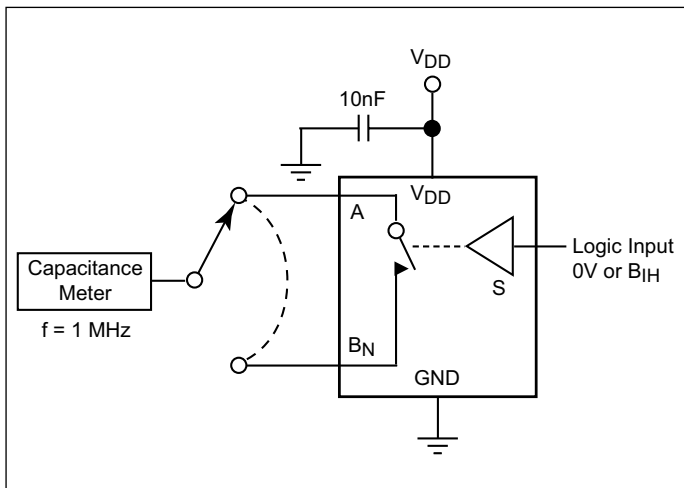 VDD
10nF
VDD
A
Capacitance
Meter
f = 1 MHz
Logic Input
0V or BIH
S
BN
GND